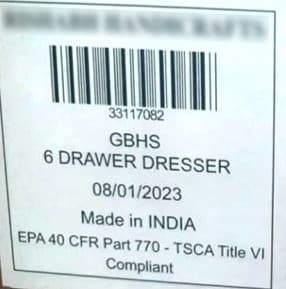 33117082
GBHS
6 DRAWER DRESSER
08/01/2023
Made in INDIA
EPA 40 CFR Part 770 - TSCA Title VI
Compliant